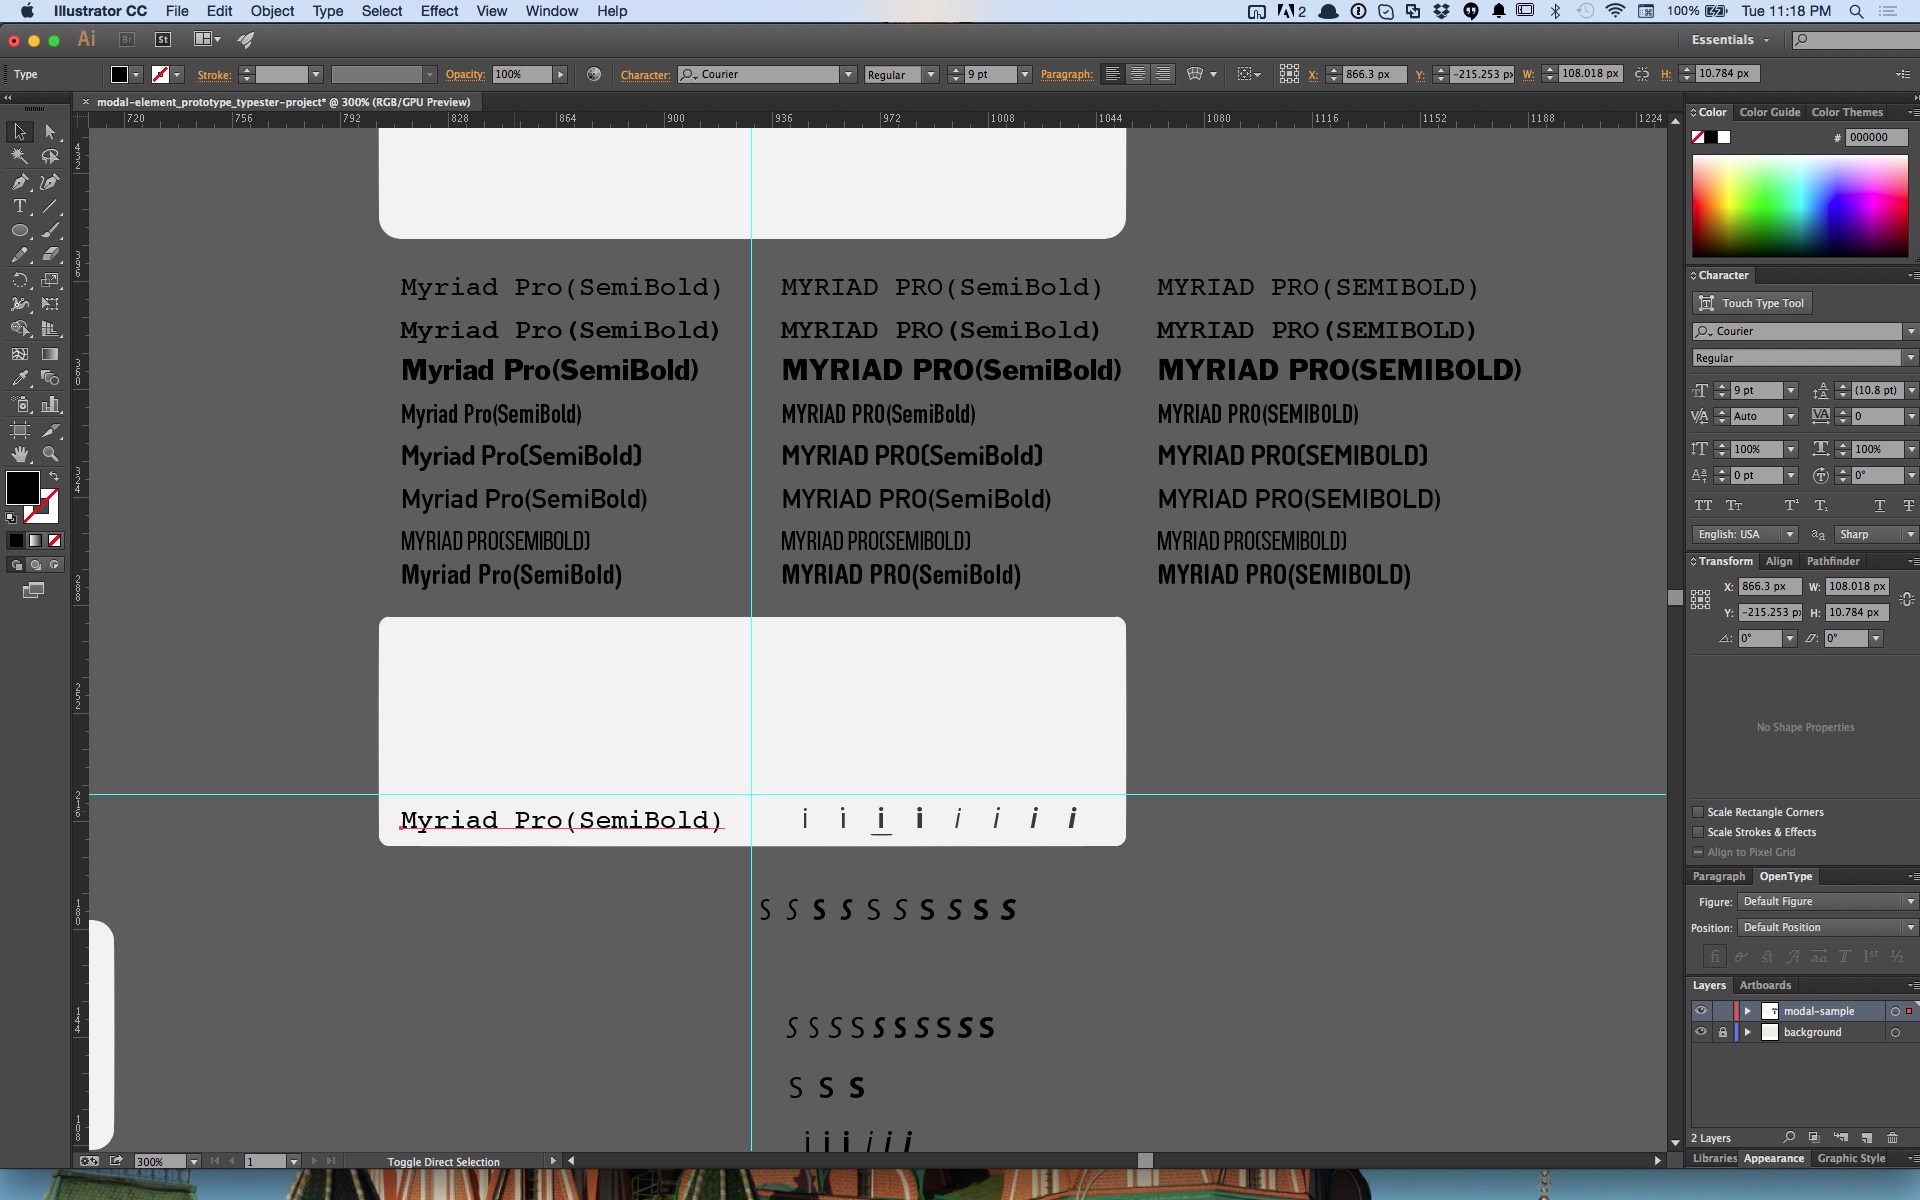 Illustrator CC File Edit Object Type Select Effect View Window Help
2 100% Tue 11:18 PM
Ai Br St Essentials
Type Stroke: Opacity: 100% Character: Courier Regular 9 pt Paragraph: X: 866.3 px Y: -215.253 px W: 108.018 px H: 10.784 px
× modal-element_prototype_typester-project* @ 300% (RGB/GPU Preview)
720 756 792 828 864 900 936 972 1008 1044 1080 1116 1152 1188 1224
432
396
360
324
288
252
216
180
144
108
Myriad Pro(SemiBold) MYRIAD PRO(SemiBold) MYRIAD PRO(SEMIBOLD)
Myriad Pro(SemiBold) MYRIAD PRO(SemiBold) MYRIAD PRO(SEMIBOLD)
Myriad Pro(SemiBold) MYRIAD PRO(SemiBold) MYRIAD PRO(SEMIBOLD)
Myriad Pro(SemiBold) MYRIAD PRO(SemiBold) MYRIAD PRO(SEMIBOLD)
Myriad Pro(SemiBold) MYRIAD PRO(SemiBold) MYRIAD PRO(SEMIBOLD)
Myriad Pro(SemiBold) MYRIAD PRO(SemiBold) MYRIAD PRO(SEMIBOLD)
MYRIAD PRO(SEMIBOLD) MYRIAD PRO(SEMIBOLD) MYRIAD PRO(SEMIBOLD)
Myriad Pro(SemiBold) MYRIAD PRO(SemiBold) MYRIAD PRO(SEMIBOLD)
Myriad Pro(SemiBold) i i i i i i i i
S S S S S S S S S S
S S S S S S S S S S
S S S
i i i i i i
300% 1 Toggle Direct Selection
Color Color Guide Color Themes
# 000000
Character
Touch Type Tool
Courier
Regular
9 pt (10.8 pt)
Auto 0
100% 100%
0 pt 0°
English: USA Sharp
Transform Align Pathfinder
X: 866.3 px W: 108.018 px
Y: -215.253 px H: 10.784 px
0° 0°
No Shape Properties
Scale Rectangle Corners
Scale Strokes & Effects
Align to Pixel Grid
Paragraph OpenType
Figure: Default Figure
Position: Default Position
Layers Artboards
modal-sample
background
2 Layers
Libraries Appearance Graphic Style